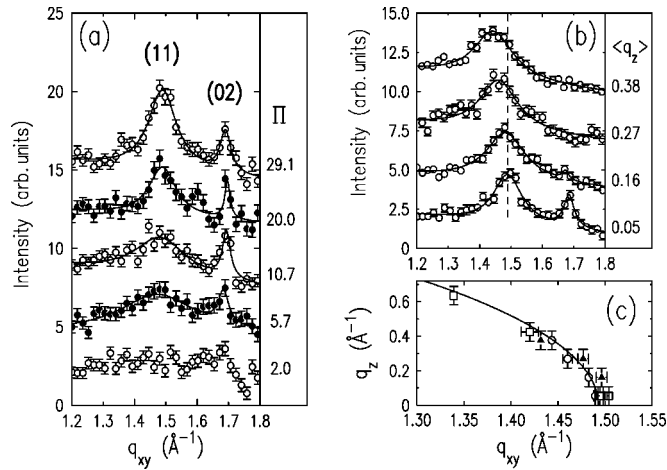 (a)
(11)
(02)
Π
Intensity (arb. units)
25
20
15
10
5
0
29.1
20.0
10.7
5.7
2.0
1.2 1.3 1.4 1.5 1.6 1.7 1.8
q_xy (Å⁻¹)
(b)
<q_z>
Intensity (arb. units)
15.0
12.5
10.0
7.5
5.0
2.5
0.0
0.38
0.27
0.16
0.05
1.2 1.3 1.4 1.5 1.6 1.7 1.8
(c)
q_z (Å⁻¹)
0.6
0.4
0.2
0
1.30 1.35 1.40 1.45 1.50 1.55
q_xy (Å⁻¹)